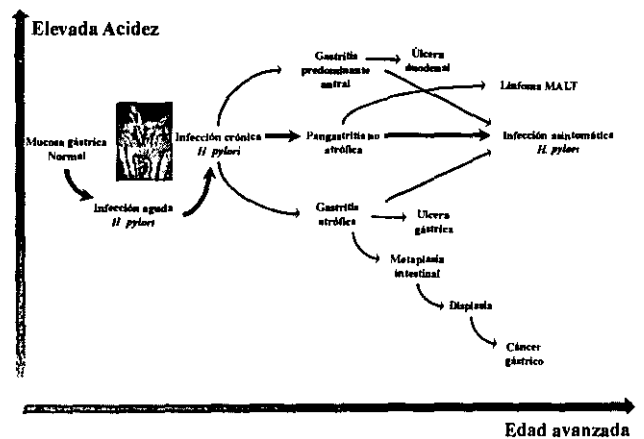 Elevada Acidez
Gastritis
predominante
antral
Úlcera
duodenal
Linfoma MALT
Mucosa gástrica
Normal
Infección crónica
H pylori
Pangastritis no
atrófica
Infección asintomática
H. pylori
Infección aguda
H pylori
Gastritis
atrófica
Ulcera
gástrica
Metaplasia
intestinal
Displasia
Cáncer
gástrico
Edad avanzada